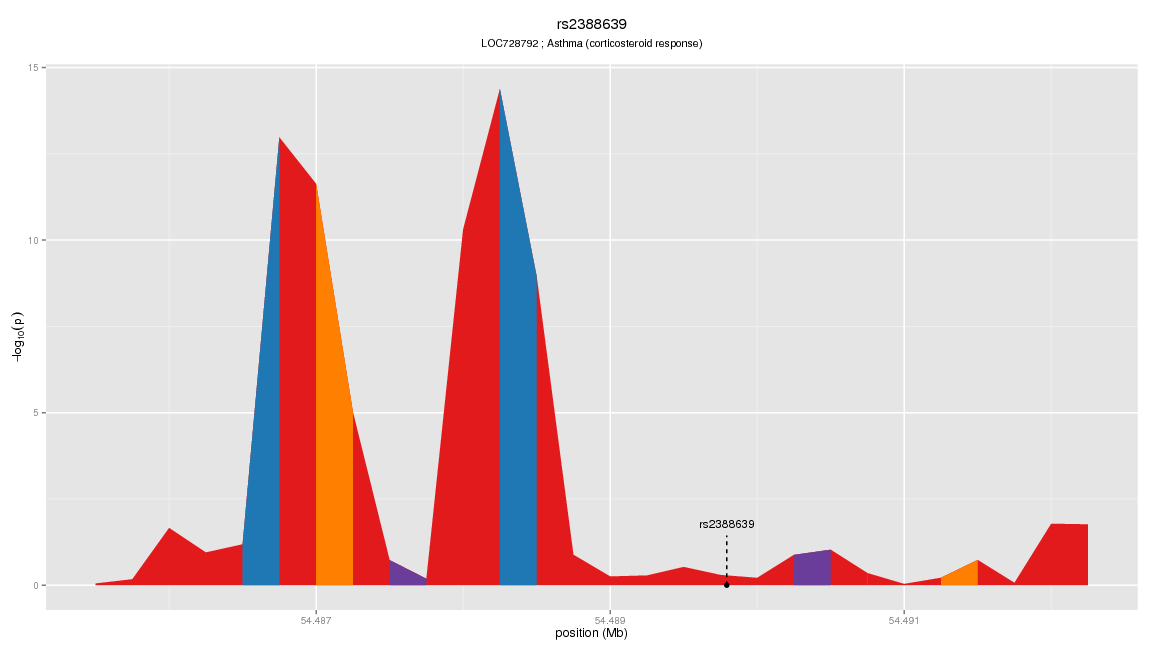 rs2388639
LOC728792 ; Asthma (corticosteroid response)
15
10
5
0
−log10(p)
rs2388639
54.487
54.489
54.491
position (Mb)